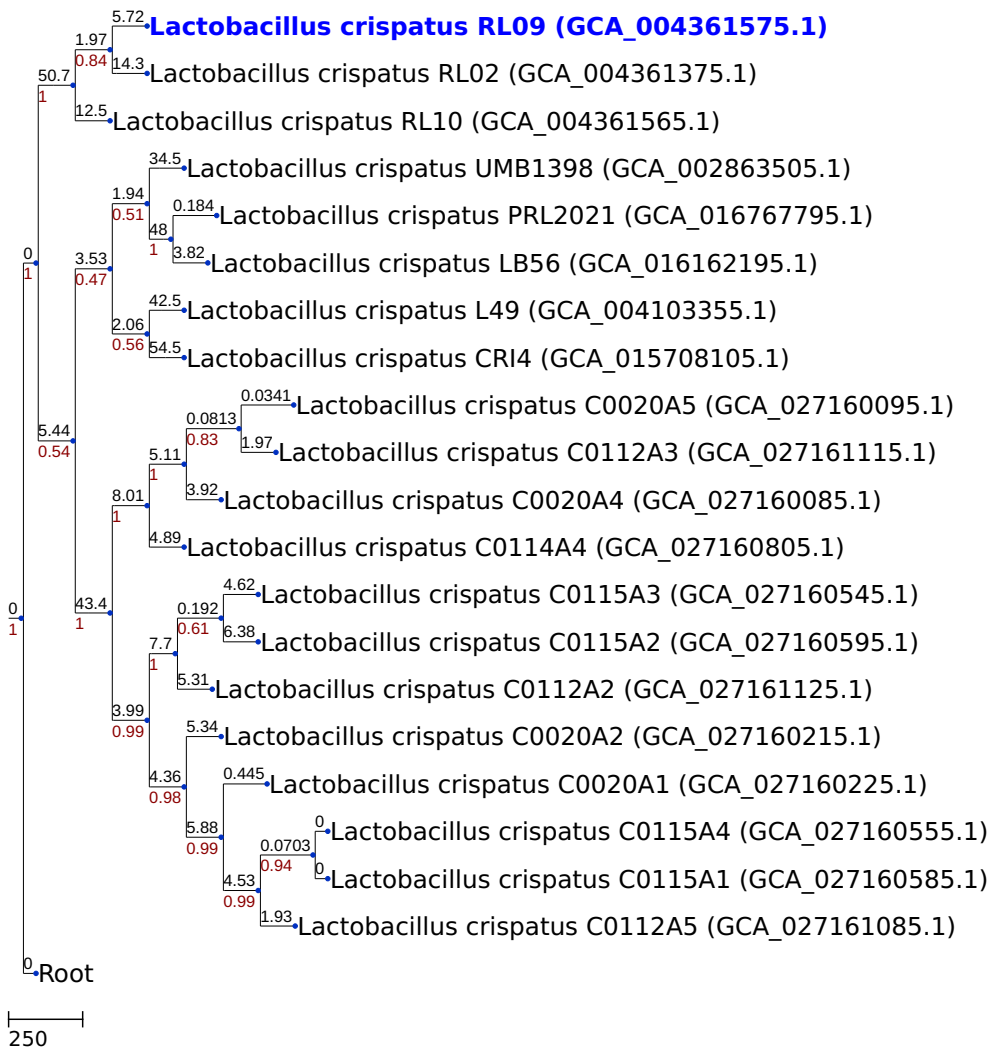 5.72
Lactobacillus crispatus RL09 (GCA_004361575.1)
1.97
0.84
14.3
Lactobacillus crispatus RL02 (GCA_004361375.1)
50.7
1
12.5
Lactobacillus crispatus RL10 (GCA_004361565.1)
34.5
Lactobacillus crispatus UMB1398 (GCA_002863505.1)
1.94
0.51
0.184
Lactobacillus crispatus PRL2021 (GCA_016767795.1)
48
1
3.82
Lactobacillus crispatus LB56 (GCA_016162195.1)
0
1
3.53
0.47
42.5
Lactobacillus crispatus L49 (GCA_004103355.1)
2.06
0.56
54.5
Lactobacillus crispatus CRI4 (GCA_015708105.1)
0.0341
Lactobacillus crispatus C0020A5 (GCA_027160095.1)
0.0813
0.83
5.44
0.54
1.97
Lactobacillus crispatus C0112A3 (GCA_027161115.1)
5.11
1
3.92
Lactobacillus crispatus C0020A4 (GCA_027160085.1)
8.01
1
4.89
Lactobacillus crispatus C0114A4 (GCA_027160805.1)
4.62
Lactobacillus crispatus C0115A3 (GCA_027160545.1)
0
1
43.4
1
0.192
0.61
6.38
Lactobacillus crispatus C0115A2 (GCA_027160595.1)
7.7
1
5.31
Lactobacillus crispatus C0112A2 (GCA_027161125.1)
3.99
0.99
5.34
Lactobacillus crispatus C0020A2 (GCA_027160215.1)
4.36
0.98
0.445
Lactobacillus crispatus C0020A1 (GCA_027160225.1)
5.88
0.99
0
Lactobacillus crispatus C0115A4 (GCA_027160555.1)
0.0703
0.94
0
Lactobacillus crispatus C0115A1 (GCA_027160585.1)
4.53
0.99
1.93
Lactobacillus crispatus C0112A5 (GCA_027161085.1)
0
Root
250